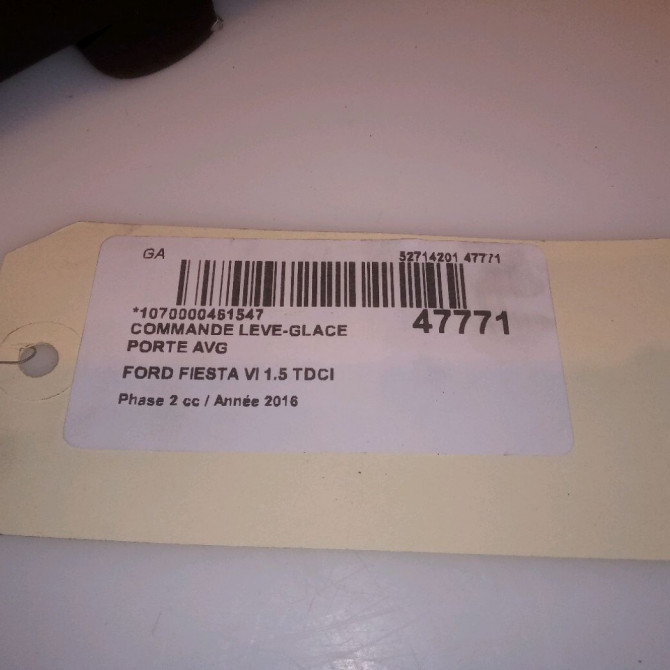 GA
52714201 47771
*1070000461547
47771
COMMANDE LEVE-GLACE
PORTE AVG
FORD FIESTA VI 1.5 TDCI
Phase 2 cc / Année 2016